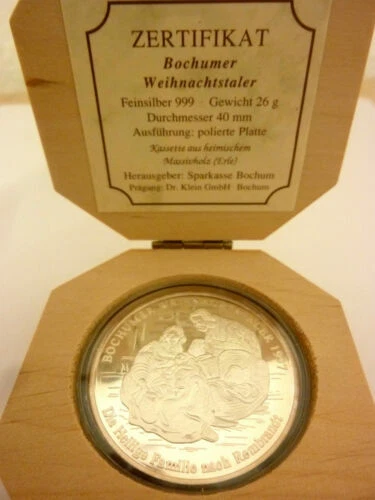 ZERTIFIKAT
Bochumer
Weihnachtstaler
Feinsilber 999 Gewicht 26 g
Durchmesser 40 mm
Ausführung: polierte Platte
Kassette aus heimischem
Massivholz (Erle)
Herausgeber: Sparkasse Bochum
Prägung: Dr. Klein GmbH Bochum
BOCHUMER
Die Heilige Familie nach Rembrandt